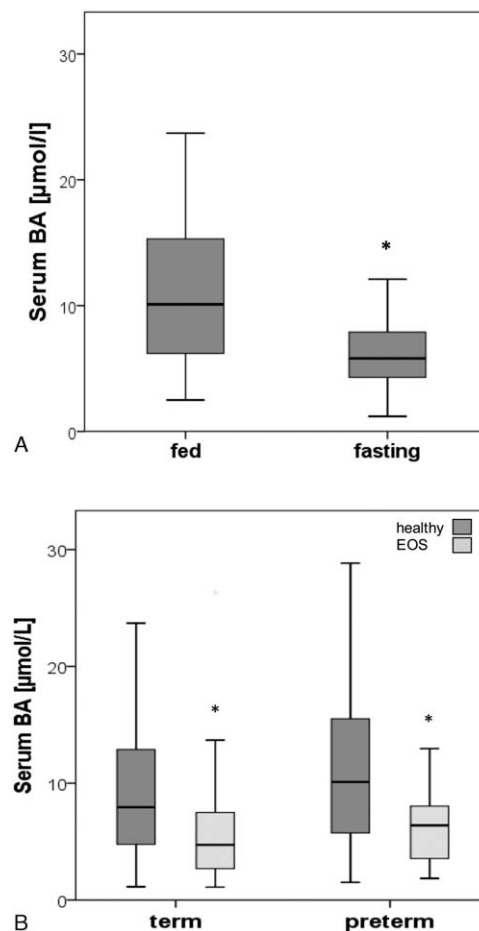 30
Serum BA [µmol/l]
20
*
10
0
A
fed
fasting
healthy
EOS
30
Serum BA [µmol/L]
20
*
*
10
0
B
term
preterm